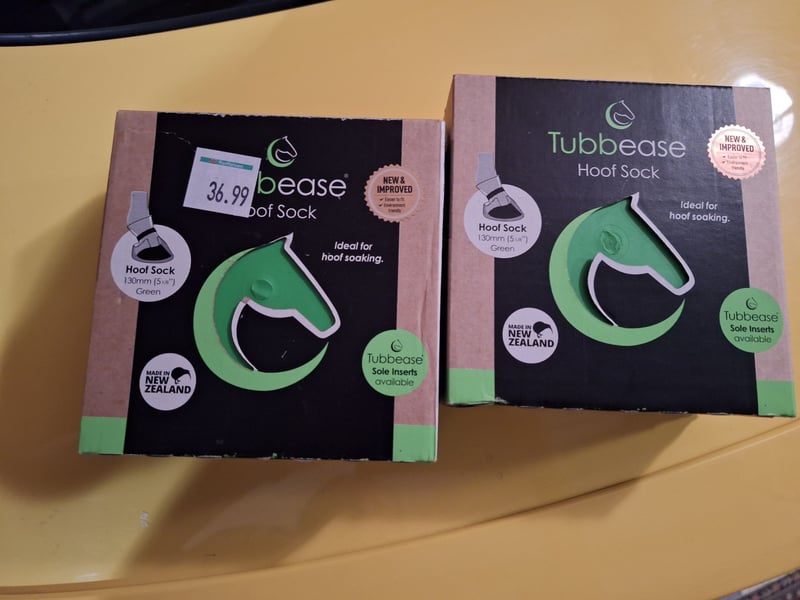 36.99
bbease®
oof Sock
NEW &
IMPROVED
✓ Easier to fit
✓ Environment
friendly
Ideal for
hoof soaking.
Hoof Sock
130mm (5 1/8")
Green
MADE IN
NEW
ZEALAND
Tubbease
Sole Inserts
available
Tubbease
Hoof Sock
NEW &
IMPROVED
✓ Easier to fit
✓ Environment
friendly
Ideal for
hoof soaking.
Hoof Sock
130mm (5 1/8")
Green
MADE IN
NEW
ZEALAND
Tubbease
Sole Inserts
available